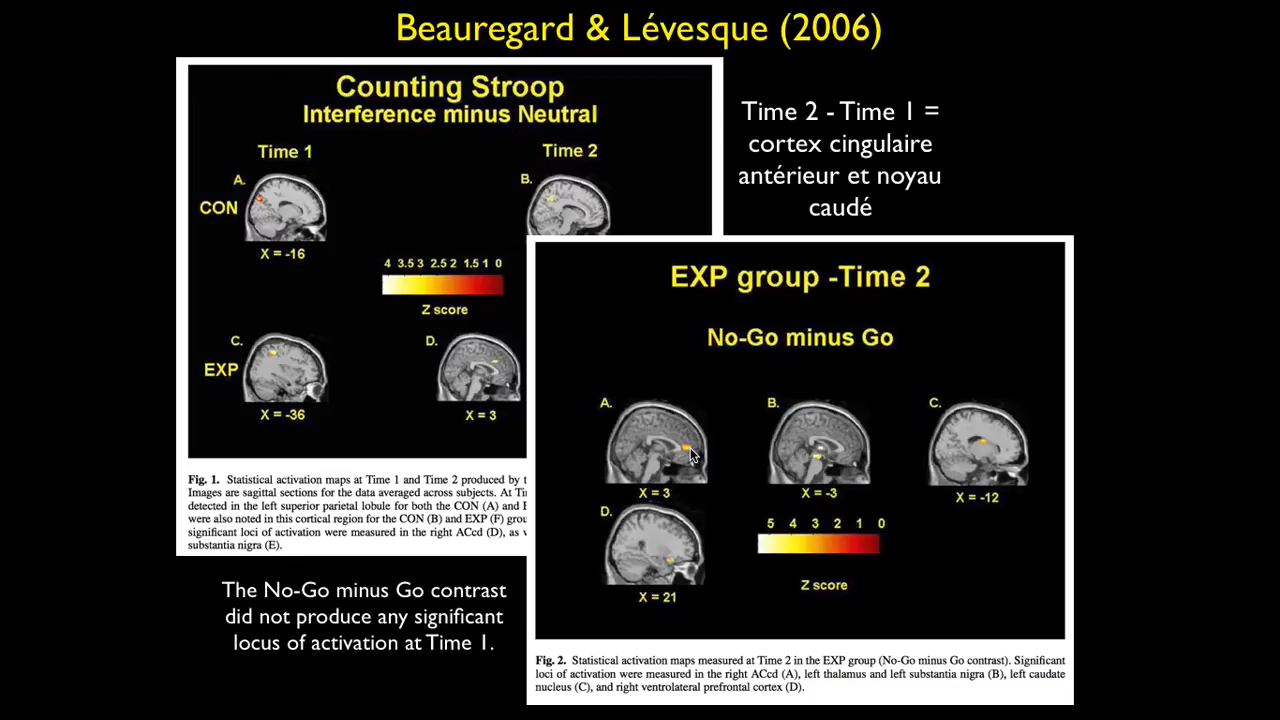 Beauregard & Lévesque (2006)
Counting Stroop
Interference minus Neutral
Time 1
Time 2
A.
B.
CON
X = -16
4 3.5 3 2.5 2 1.5 1 0
Z score
C.
D.
EXP
X = -36
X = 3
Fig. 1. Statistical activation maps at Time 1 and Time 2 produced by
Images are sagittal sections for the data averaged across subjects. At
detected in the left superior parietal lobule for both the CON (A) and
were also noted in this cortical region for the CON (B) and EXP (F)
significant loci of activation were measured in the right ACcd (D), as
substantia nigra (E).
Time 2 - Time 1 =
cortex cingulaire
antérieur et noyau
caudé
EXP group -Time 2
No-Go minus Go
A.
B.
C.
X = 3
X = -3
X = -12
D.
5 4 3 2 1 0
Z score
X = 21
Fig. 2. Statistical activation maps measured at Time 2 in the EXP group (No-Go minus Go contrast). Significant
loci of activation were measured in the right ACcd (A), left thalamus and left substantia nigra (B), left caudate
nucleus (C), and right ventrolateral prefrontal cortex (D).
The No-Go minus Go contrast
did not produce any significant
locus of activation at Time 1.